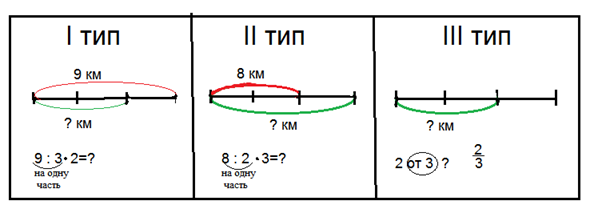 I тип
9 км
? км
9 : 3 • 2=?
на одну
часть
II тип
8 км
? км
8 : 2 • 3=?
на одну
часть
III тип
? км
2 от 3 ? 2/3